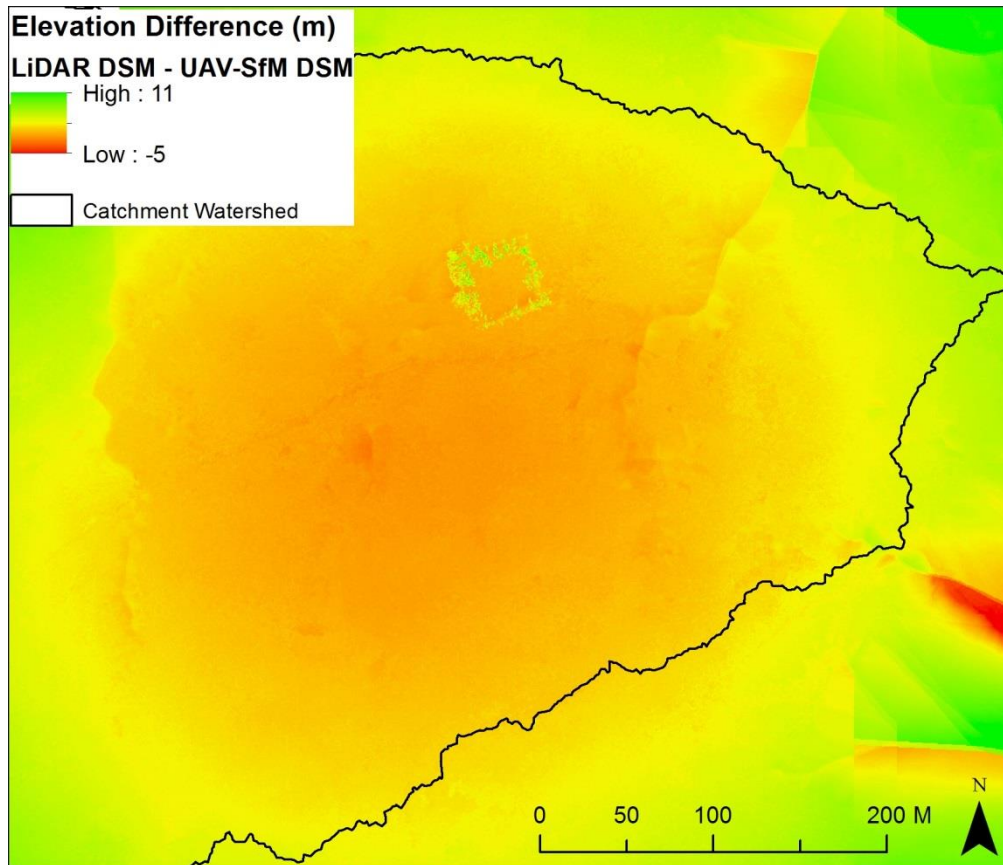 Elevation Difference (m)
LiDAR DSM - UAV-SfM DSM
High : 11
Low : -5
Catchment Watershed
N
0 50 100 200 M